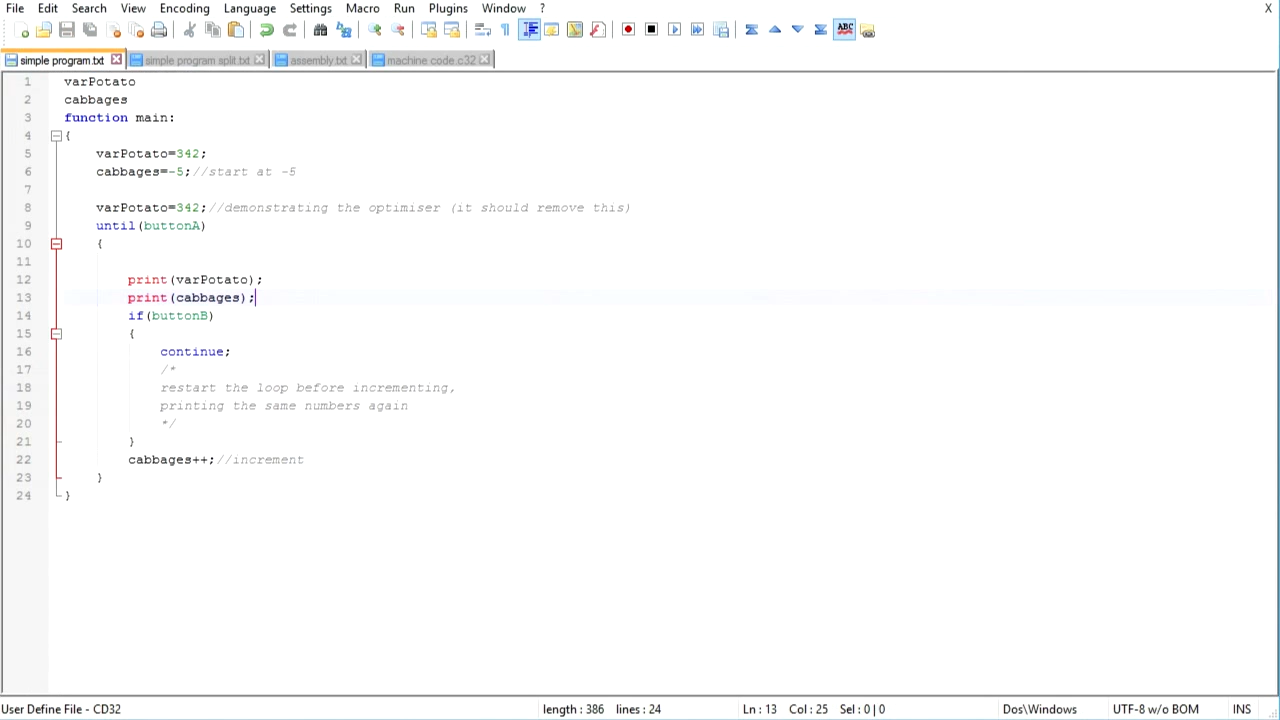 File Edit Search View Encoding Language Settings Macro Run Plugins Window ? X
ABC
simple program.txt simple program split.txt assembly.txt machine code.c32
1 varPotato
2 cabbages
3 function main:
4 {
5 varPotato=342;
6 cabbages=-5;//start at -5
7
8 varPotato=342;//demonstrating the optimiser (it should remove this)
9 until(buttonA)
10 {
11
12 print(varPotato);
13 print(cabbages);
14 if(buttonB)
15 {
16 continue;
17 /*
18 restart the loop before incrementing,
19 printing the same numbers again
20 */
21 }
22 cabbages++;//increment
23 }
24 }
User Define File - CD32 length : 386 lines : 24 Ln : 13 Col : 25 Sel : 0 | 0 Dos\Windows UTF-8 w/o BOM INS